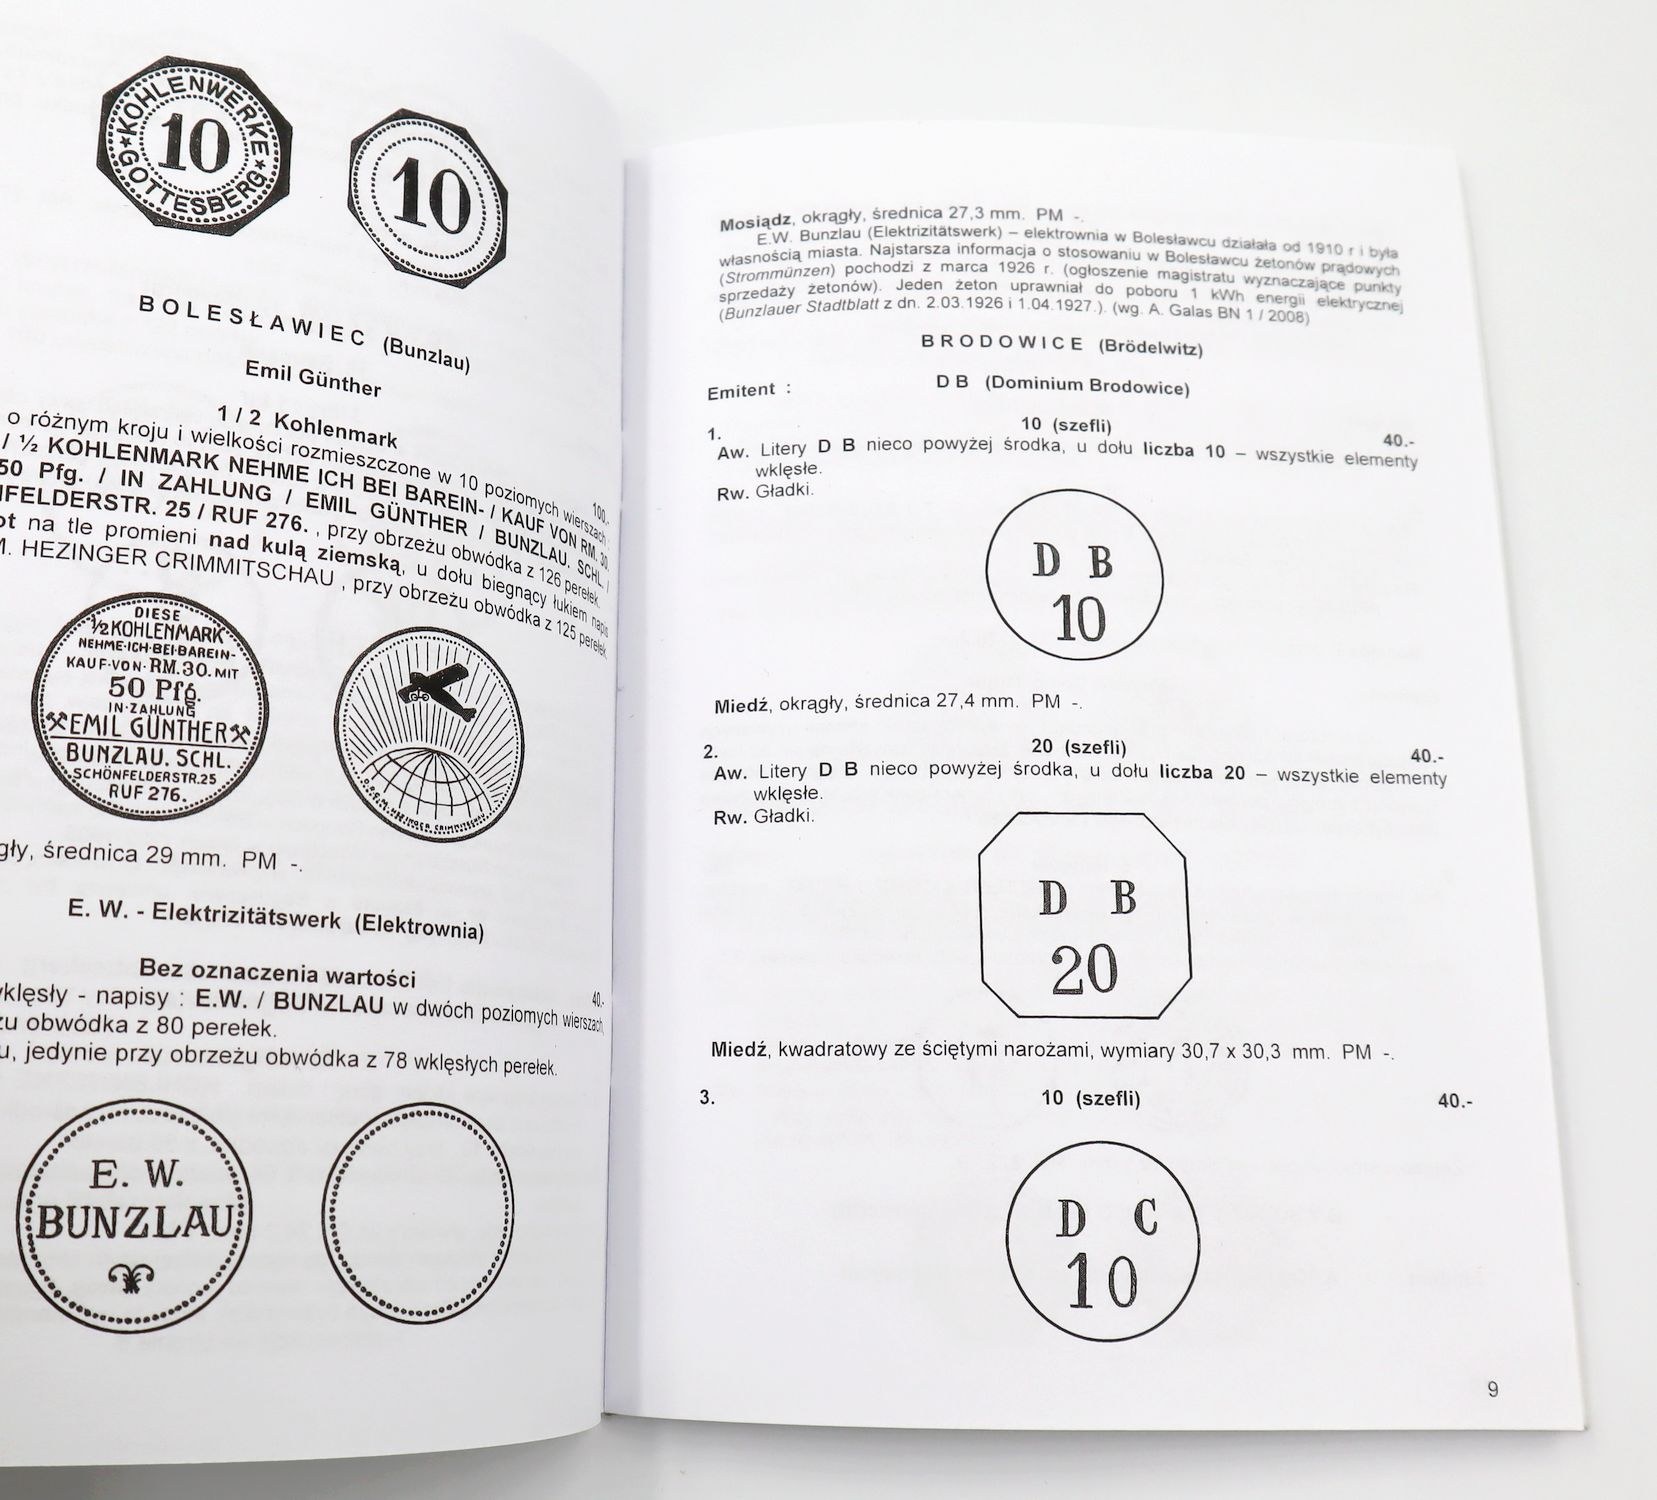 KOHLENWERKE
10
GOTTESBERG
10
BOLESŁAWIEC (Bunzlau)
Emil Günther
1 / 2 Kohlenmark
100.-
o różnym kroju i wielkości rozmieszczone w 10 poziomych wierszach
/ ½ KOHLENMARK NEHME ICH BEI BAREIN- / KAUF VON RM. 30
50 Pfg. / IN ZAHLUNG / EMIL GÜNTHER / BUNZLAU. SCHL. /
NFELDERSTR. 25 / RUF 276. , przy obrzeżu obwódka z 126 perełek.
ot na tle promieni nad kulą ziemską, u dołu biegnący łukiem napis
M. HEZINGER CRIMMITSCHAU , przy obrzeżu obwódka z 125 perełek.
DIESE
½ KOHLENMARK
NEHME·ICH·BEI·BAREIN-
KAUF·VON·RM.30.MIT
50 Pfg.
IN·ZAHLUNG
EMIL GÜNTHER
BUNZLAU. SCHL.
SCHÖNFELDERSTR.25
RUF 276.
M. HEZINGER CRIMMITSCHAU
gły, średnica 29 mm. PM -.
E. W. - Elektrizitätswerk (Elektrownia)
Bez oznaczenia wartości
40.-
klęsły - napisy : E.W. / BUNZLAU w dwóch poziomych wierszach,
zu obwódka z 80 perełek.
u, jedynie przy obrzeżu obwódka z 78 wklęsłych perełek.
E. W.
BUNZLAU
Mosiądz, okrągły, średnica 27,3 mm. PM -.
E.W. Bunzlau (Elektrizitätswerk) – elektrownia w Bolesławcu działała od 1910 r i była
własnością miasta. Najstarsza informacja o stosowaniu w Bolesławcu żetonów prądowych
(Strommünzen) pochodzi z marca 1926 r. (ogłoszenie magistratu wyznaczające punkty
sprzedaży żetonów). Jeden żeton uprawniał do poboru 1 kWh energii elektrycznej
(Bunzlauer Stadtblatt z dn. 2.03.1926 i 1.04.1927.). (wg. A. Galas BN 1 / 2008)
BRODOWICE (Brödelwitz)
Emitent : D B (Dominium Brodowice)
1. 10 (szefli) 40.-
Aw. Litery D B nieco powyżej środka, u dołu liczba 10 – wszystkie elementy
wklęsłe.
Rw. Gładki.
D B
10
Miedź, okrągły, średnica 27,4 mm. PM -.
2. 20 (szefli) 40.-
Aw. Litery D B nieco powyżej środka, u dołu liczba 20 – wszystkie elementy
wklęsłe.
Rw. Gładki.
D B
20
Miedź, kwadratowy ze ściętymi narożami, wymiary 30,7 x 30,3 mm. PM -.
3. 10 (szefli) 40.-
D C
10
9